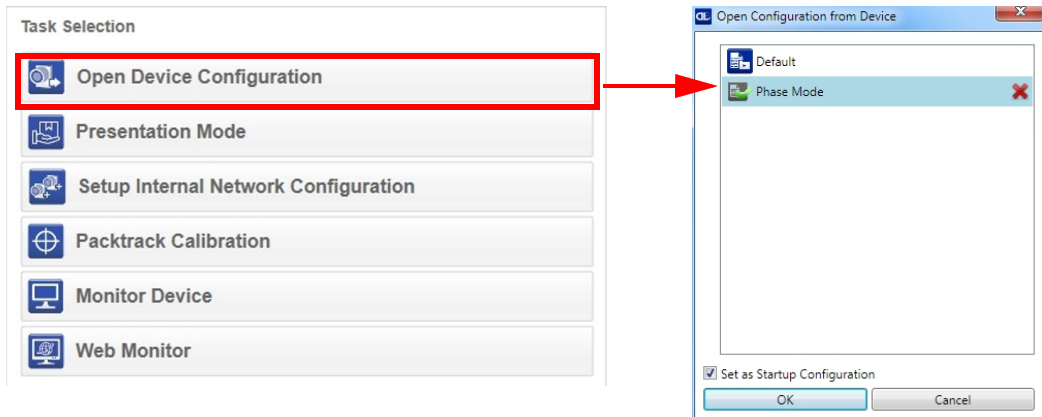 Task Selection
Open Device Configuration
Presentation Mode
Setup Internal Network Configuration
Packtrack Calibration
Monitor Device
Web Monitor
DL Open Configuration from Device
Default
Phase Mode
Set as Startup Configuration
OK
Cancel